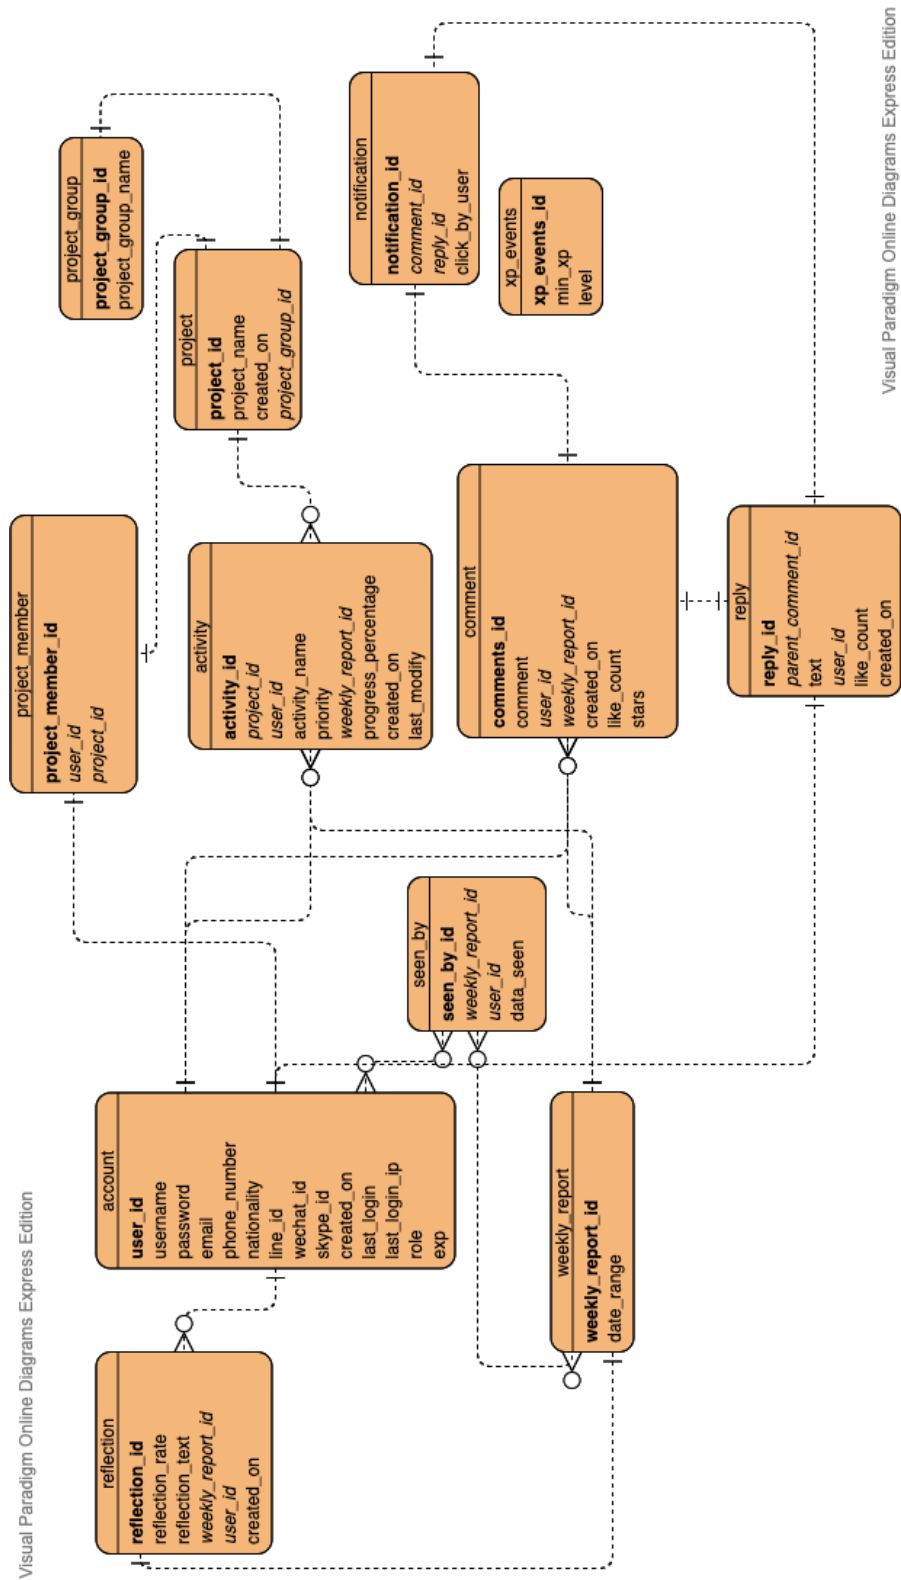 Visual Paradigm Online Diagrams Express Edition
reflection
reflection_id
reflection_rate
reflection_text
weekly_report_id
user_id
created_on
account
user_id
username
password
email
phone_number
nationality
line_id
wechat_id
skype_id
created_on
last_login
last_login_ip
role
exp
weekly_report
weekly_report_id
date_range
seen_by
seen_by_id
weekly_report_id
user_id
data_seen
project_member
project_member_id
user_id
project_id
activity
activity_id
project_id
user_id
activity_name
priority
weekly_report_id
progress_percentage
created_on
last_modify
comment
comments_id
comment
user_id
weekly_report_id
created_on
like_count
stars
reply
reply_id
parent_comment_id
text
user_id
like_count
created_on
project_group
project_group_id
project_group_name
project
project_id
project_name
created_on
project_group_id
notification
notification_id
comment_id
reply_id
click_by_user
xp_events
xp_events_id
min_xp
level
Visual Paradigm Online Diagrams Express Edition